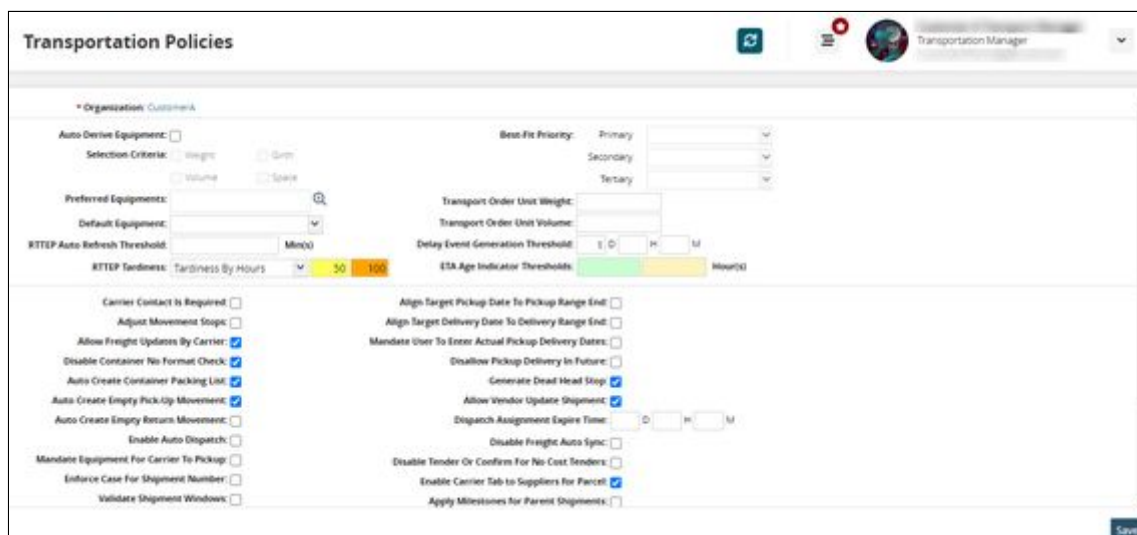 Transportation Policies
Transportation Manager
* Organization: CustomerA
Auto Derive Equipment: Best-Fit Priority: Primary
Selection Criteria: Weight Girth Secondary
Volume Space Tertiary
Preferred Equipments: Transport Order Unit Weight:
Default Equipment: Transport Order Unit Volume:
RTTEP Auto Refresh Threshold: Min(s) Delay Event Generation Threshold: D H M
RTTEP Tardiness: Tardiness By Hours 50 100 ETA Age Indicator Thresholds: Hour(s)
Carrier Contact Is Required: Align Target Pickup Date To Pickup Range End:
Adjust Movement Stops: Align Target Delivery Date To Delivery Range End:
Allow Freight Updates By Carrier: Mandate User To Enter Actual Pickup Delivery Dates:
Disable Container No Format Check: Disallow Pickup Delivery In Future:
Auto Create Container Packing List: Generate Dead Head Stop:
Auto Create Empty Pick-Up Movement: Allow Vendor Update Shipment:
Auto Create Empty Return Movement: Dispatch Assignment Expire Time: D H M
Enable Auto Dispatch: Disable Freight Auto Sync:
Mandate Equipment For Carrier To Pickup: Disable Tender Or Confirm For No Cost Tenders:
Enforce Case For Shipment Number: Enable Carrier Tab to Suppliers for Parcel:
Validate Shipment Windows: Apply Milestones for Parent Shipments:
Save